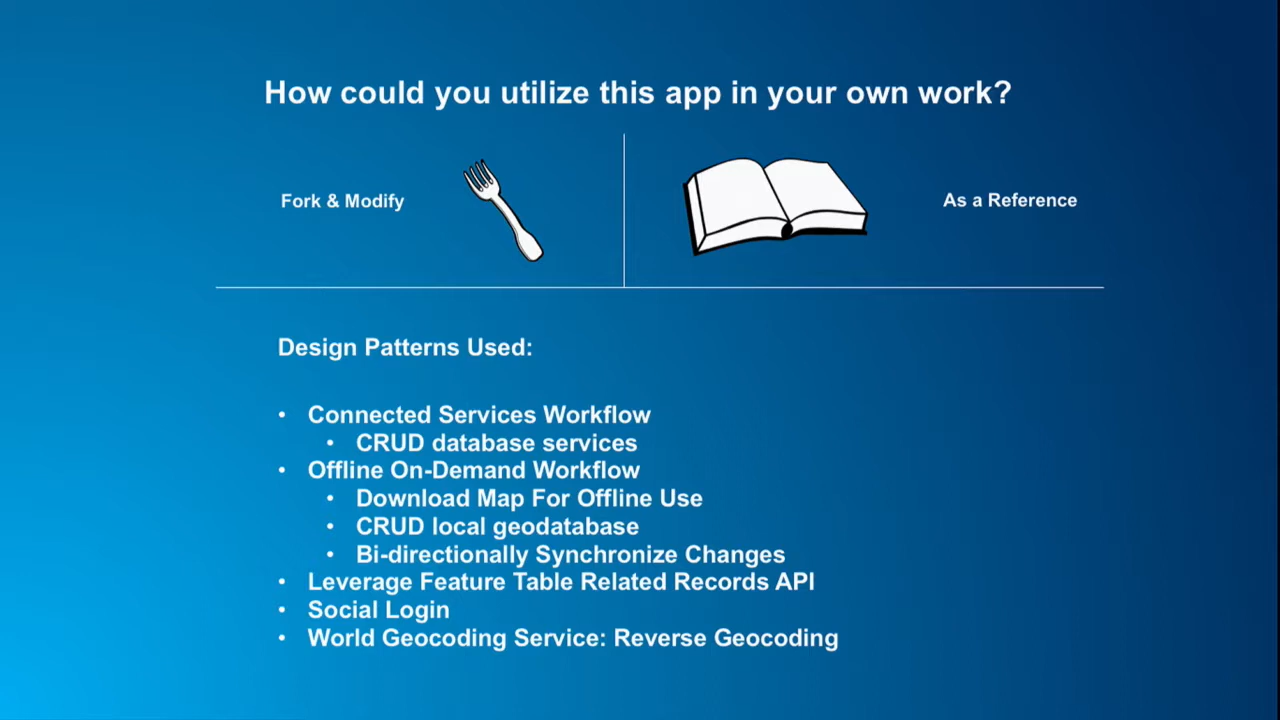 How could you utilize this app in your own work?
Fork & Modify
As a Reference
Design Patterns Used:
• Connected Services Workflow
• CRUD database services
• Offline On-Demand Workflow
• Download Map For Offline Use
• CRUD local geodatabase
• Bi-directionally Synchronize Changes
• Leverage Feature Table Related Records API
• Social Login
• World Geocoding Service: Reverse Geocoding